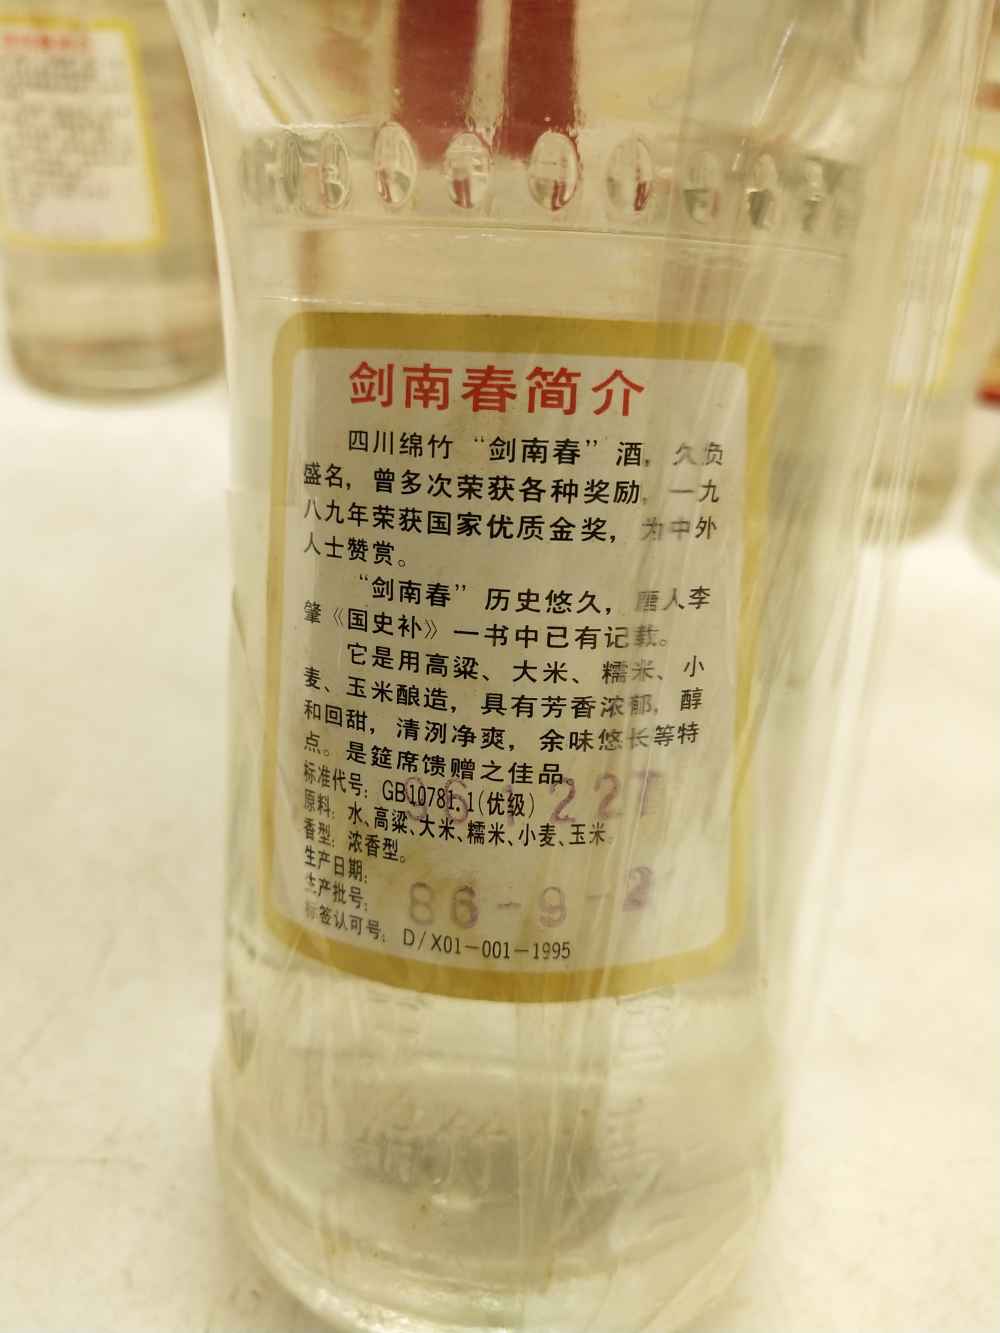 剑南春简介
四川绵竹“剑南春”酒，久负
盛名，曾多次荣获各种奖励，一九
八九年荣获国家优质金奖，为中外
人士赞赏。
“剑南春”历史悠久，唐人李
肇《国史补》一书中已有记载。
它是用高粱、大米、糯米、小
麦、玉米酿造，具有芳香浓郁，醇
和回甜，清洌净爽，余味悠长等特
点。是筵席馈赠之佳品。
标准代号：GB10781.1(优级)
961227
原料：水、高粱、大米、糯米、小麦、玉米。
香型：浓香型。
生产日期：
生产批号：
86-9-2
标签认可号：D/X01-001-1995